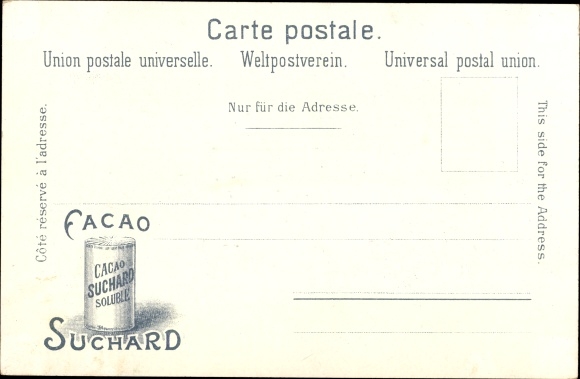 Carte postale.
Union postale universelle. Weltpostverein. Universal postal union.
Nur für die Adresse.
Côté réservé à l'adresse.
This side for the Address.
CACAO
CACAO
SUCHARD
SOLUBLE
SUCHARD